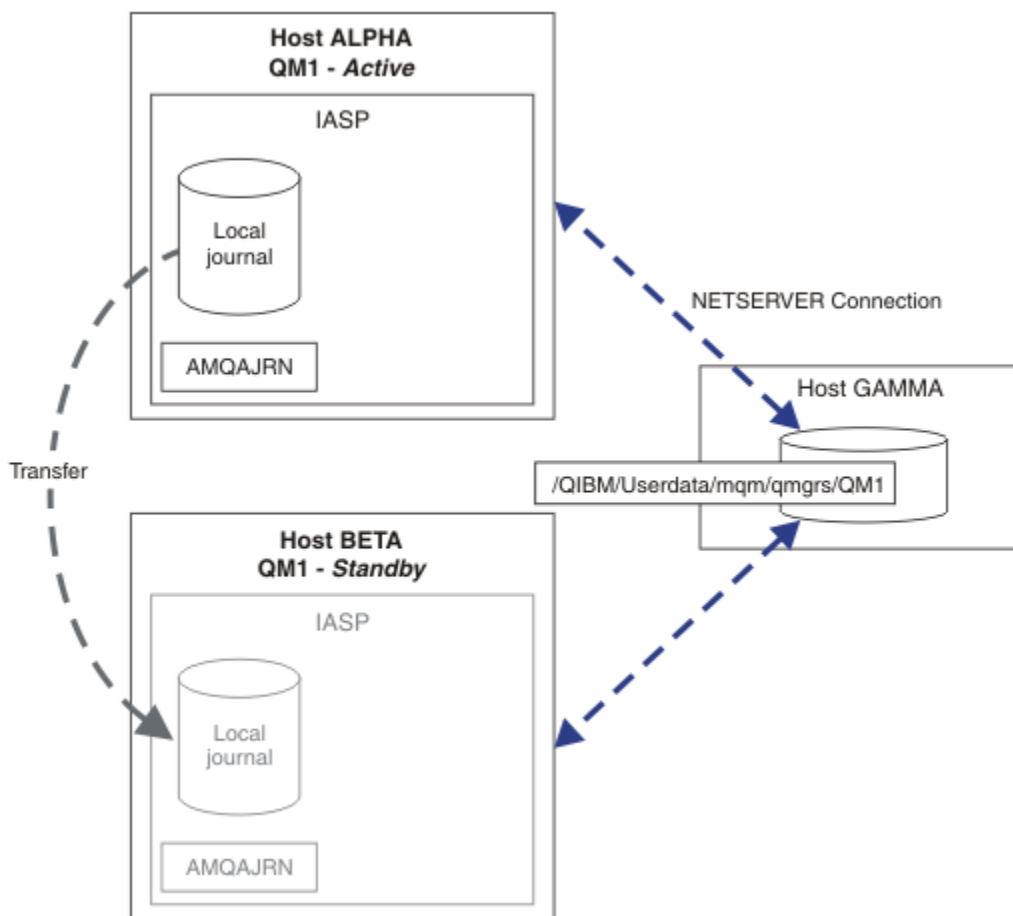 Host ALPHA
QM1 - Active
IASP
Local
journal
AMQAJRN
NETSERVER Connection
Host GAMMA
/QIBM/Userdata/mqm/qmgrs/QM1
Transfer
Host BETA
QM1 - Standby
IASP
Local
journal
AMQAJRN